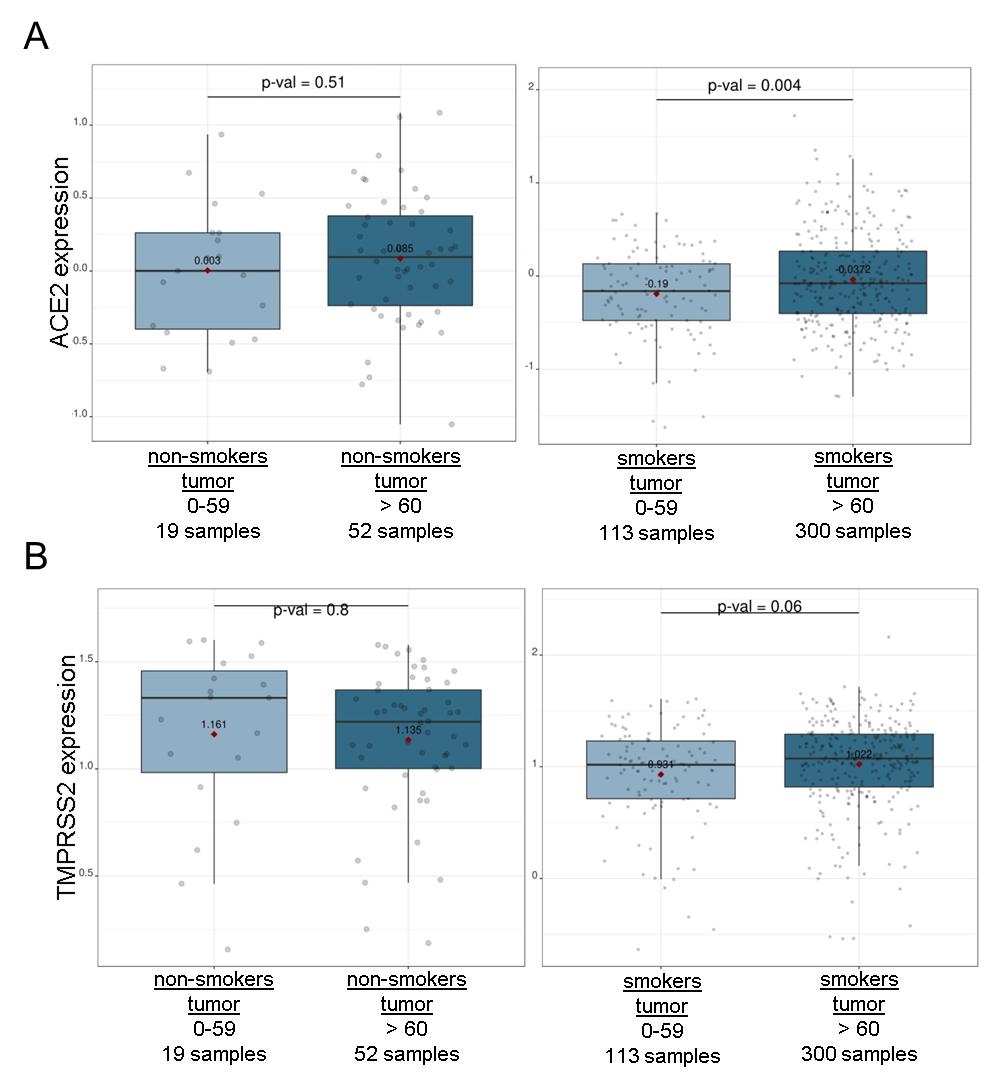 A
ACE2 expression
p-val = 0.51
1.0
0.5
0.0
0.5
1.0
0.003
0.085
non-smokers
tumor
0-59
19 samples
non-smokers
tumor
> 60
52 samples
p-val = 0.004
2
1
0
-1
-0.19
-0.0372
smokers
tumor
0-59
113 samples
smokers
tumor
> 60
300 samples
B
TMPRSS2 expression
p-val = 0.8
1.5
1.0
0.5
1.161
1.135
non-smokers
tumor
0-59
19 samples
non-smokers
tumor
> 60
52 samples
p-val = 0.06
2
1
0
0.931
1.022
smokers
tumor
0-59
113 samples
smokers
tumor
> 60
300 samples